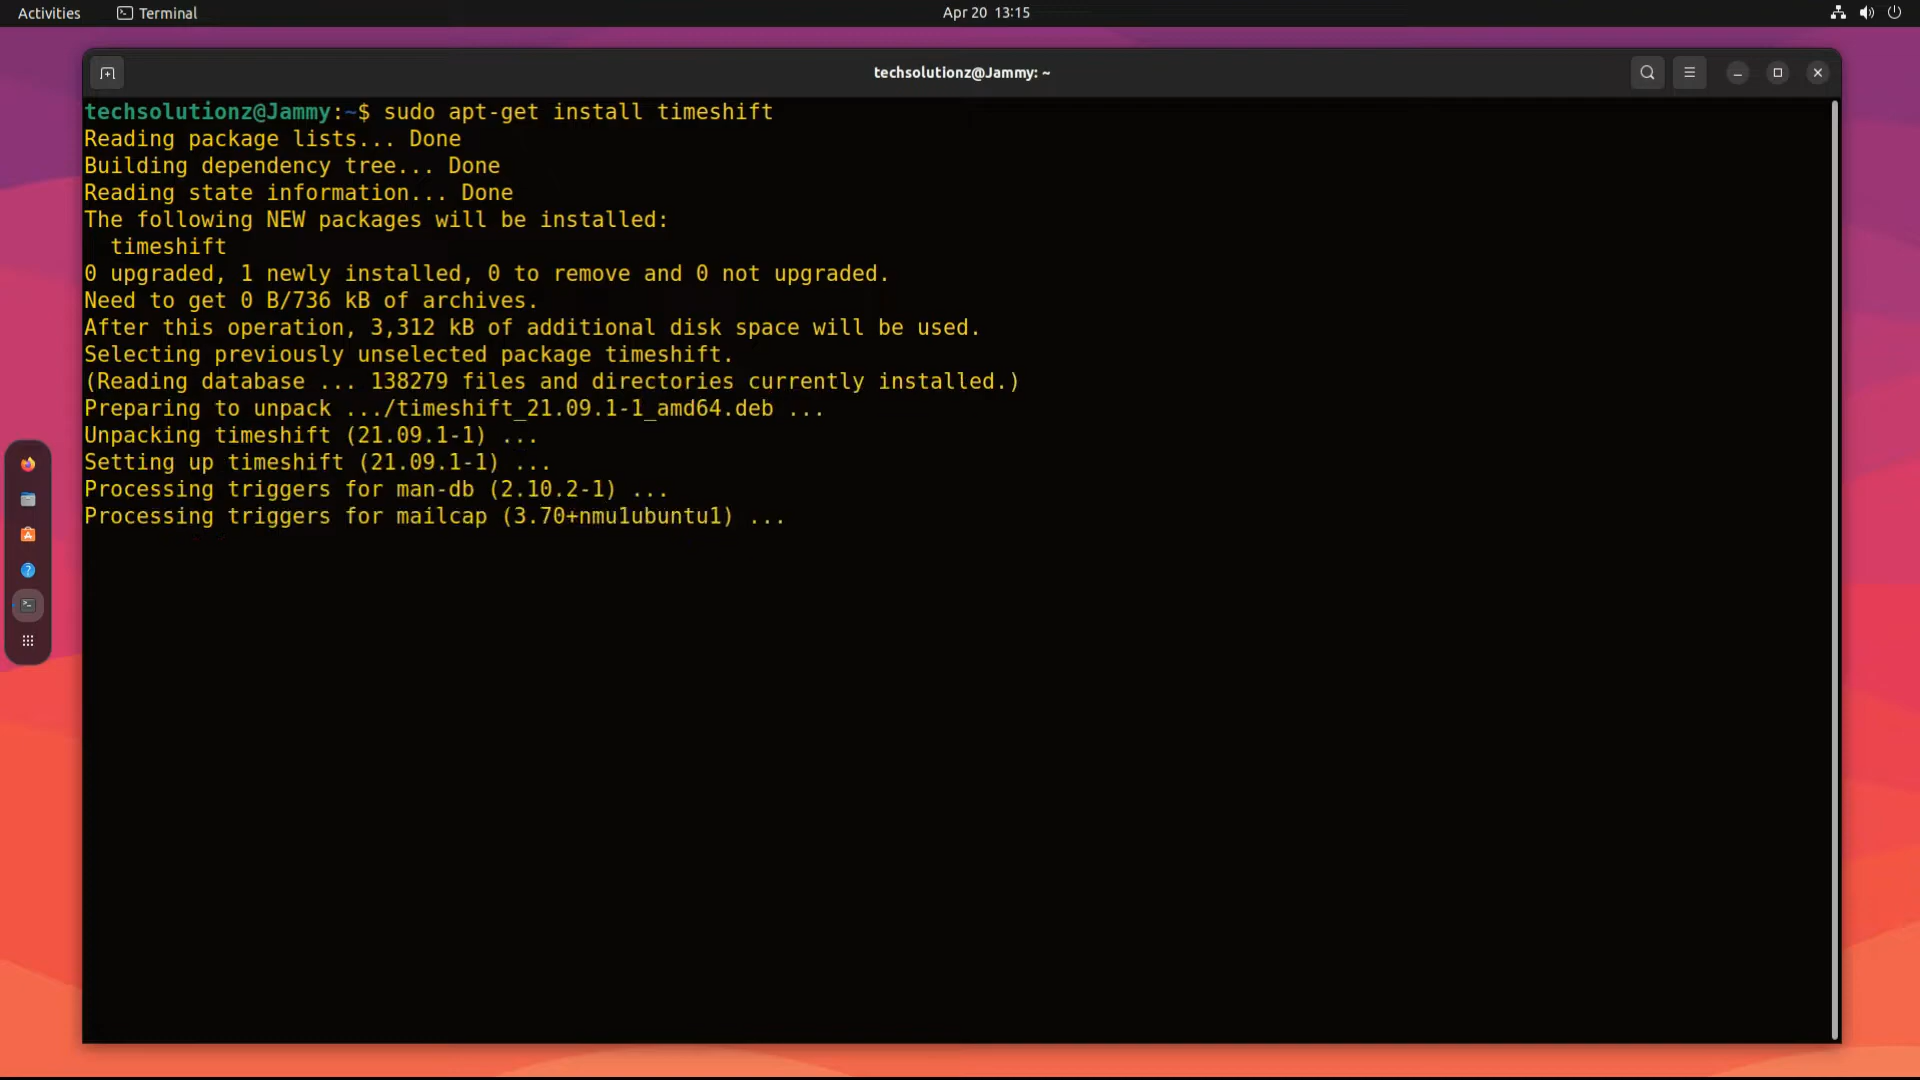 Activities Terminal Apr 20 13:15
techsolutionz@Jammy: ~
techsolutionz@Jammy:~$ sudo apt-get install timeshift
Reading package lists... Done
Building dependency tree... Done
Reading state information... Done
The following NEW packages will be installed:
  timeshift
0 upgraded, 1 newly installed, 0 to remove and 0 not upgraded.
Need to get 0 B/736 kB of archives.
After this operation, 3,312 kB of additional disk space will be used.
Selecting previously unselected package timeshift.
(Reading database ... 138279 files and directories currently installed.)
Preparing to unpack .../timeshift_21.09.1-1_amd64.deb ...
Unpacking timeshift (21.09.1-1) ...
Setting up timeshift (21.09.1-1) ...
Processing triggers for man-db (2.10.2-1) ...
Processing triggers for mailcap (3.70+nmu1ubuntu1) ...